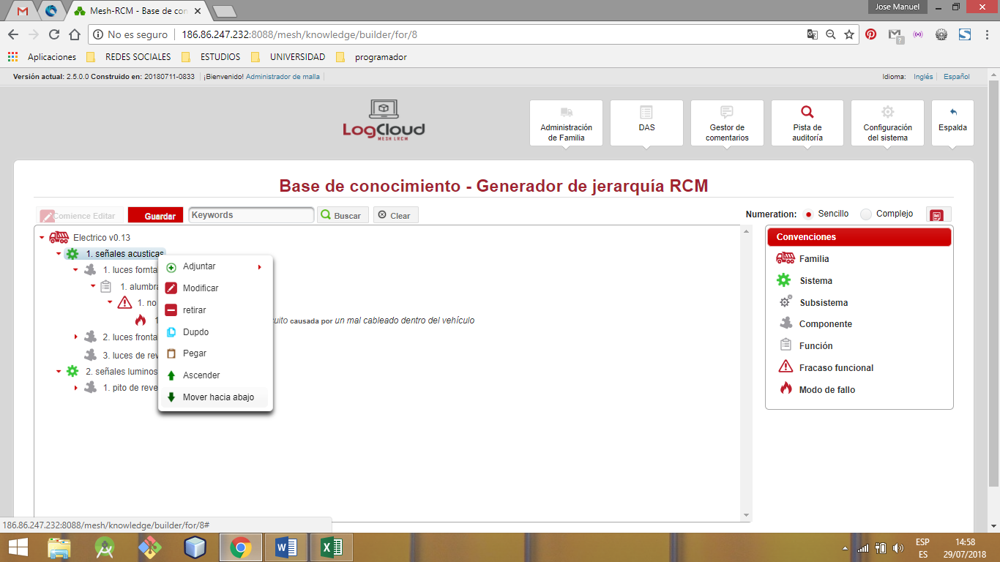 Jose Manuel
Mesh-RCM - Base de con
No es seguro 186.86.247.232:8088/mesh/knowledge/builder/for/8
Aplicaciones REDES SOCIALES ESTUDIOS UNIVERSIDAD programador
Versión actual: 2.5.0.0 Construido en: 20180711-0833 ¡Bienvenido! Administrador de malla Idioma: Inglés Español
LogCloud
MESH LRCM
Administración de Familia
DAS
Gestor de comentarios
Pista de auditoría
Configuración del sistema
Espalda
Base de conocimiento - Generador de jerarquía RCM
Comience Editar Guardar Keywords Buscar Clear Numeration: Sencillo Complejo
Electrico v0.13
1. señales acusticas
1. luces fornta
1. alumbra
1. no
1
uito causada por un mal cableado dentro del vehículo
2. luces fronta
3. luces de rev
2. señales luminos
1. pito de reve
Adjuntar
Modificar
retirar
Dupdo
Pegar
Ascender
Mover hacia abajo
Convenciones
Familia
Sistema
Subsistema
Componente
Función
Fracaso funcional
Modo de fallo
186.86.247.232:8088/mesh/knowledge/builder/for/8#
ESP
ES
14:58
29/07/2018